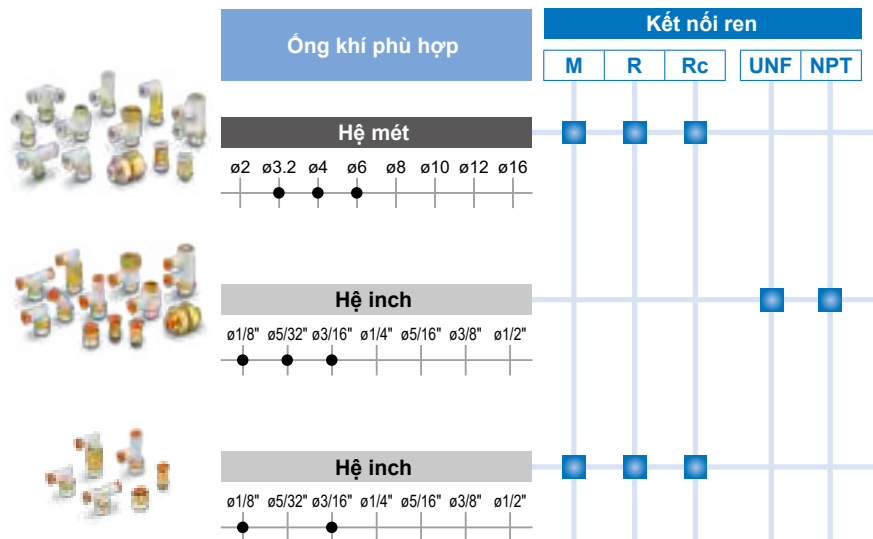 Ống khí phù hợp
Kết nối ren
M R Rc UNF NPT
Hệ mét
ø2 ø3.2 ø4 ø6 ø8 ø10 ø12 ø16
Hệ inch
ø1/8" ø5/32" ø3/16" ø1/4" ø5/16" ø3/8" ø1/2"
Hệ inch
ø1/8" ø5/32" ø3/16" ø1/4" ø5/16" ø3/8" ø1/2"